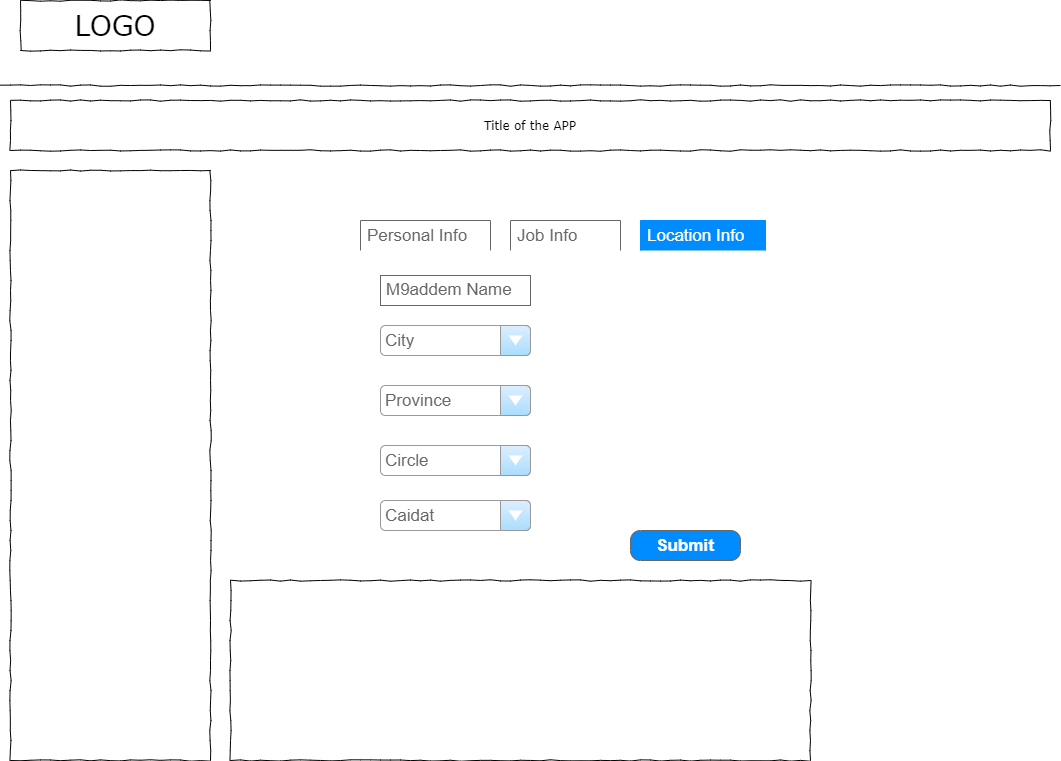 LOGO
Title of the APP
Personal Info
Job Info
Location Info
M9addem Name
City
Province
Circle
Caidat
Submit